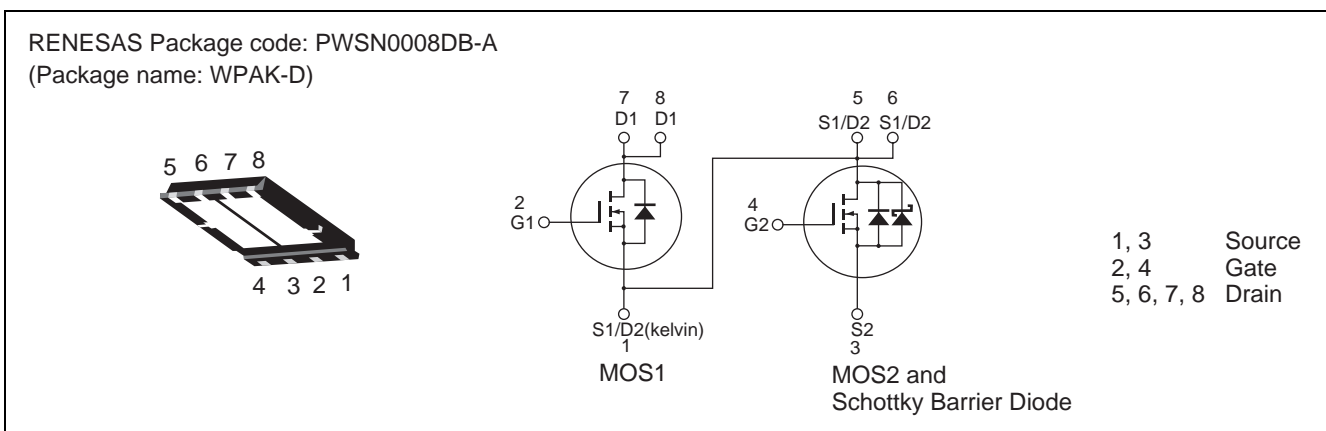 RENESAS Package code: PWSN0008DB-A
(Package name: WPAK-D)
5 6 7 8
4 3 2 1
7 8
D1 D1
2
G1
S1/D2(kelvin)
1
MOS1
5 6
S1/D2 S1/D2
4
G2
S2
3
MOS2 and
Schottky Barrier Diode
1, 3 Source
2, 4 Gate
5, 6, 7, 8 Drain